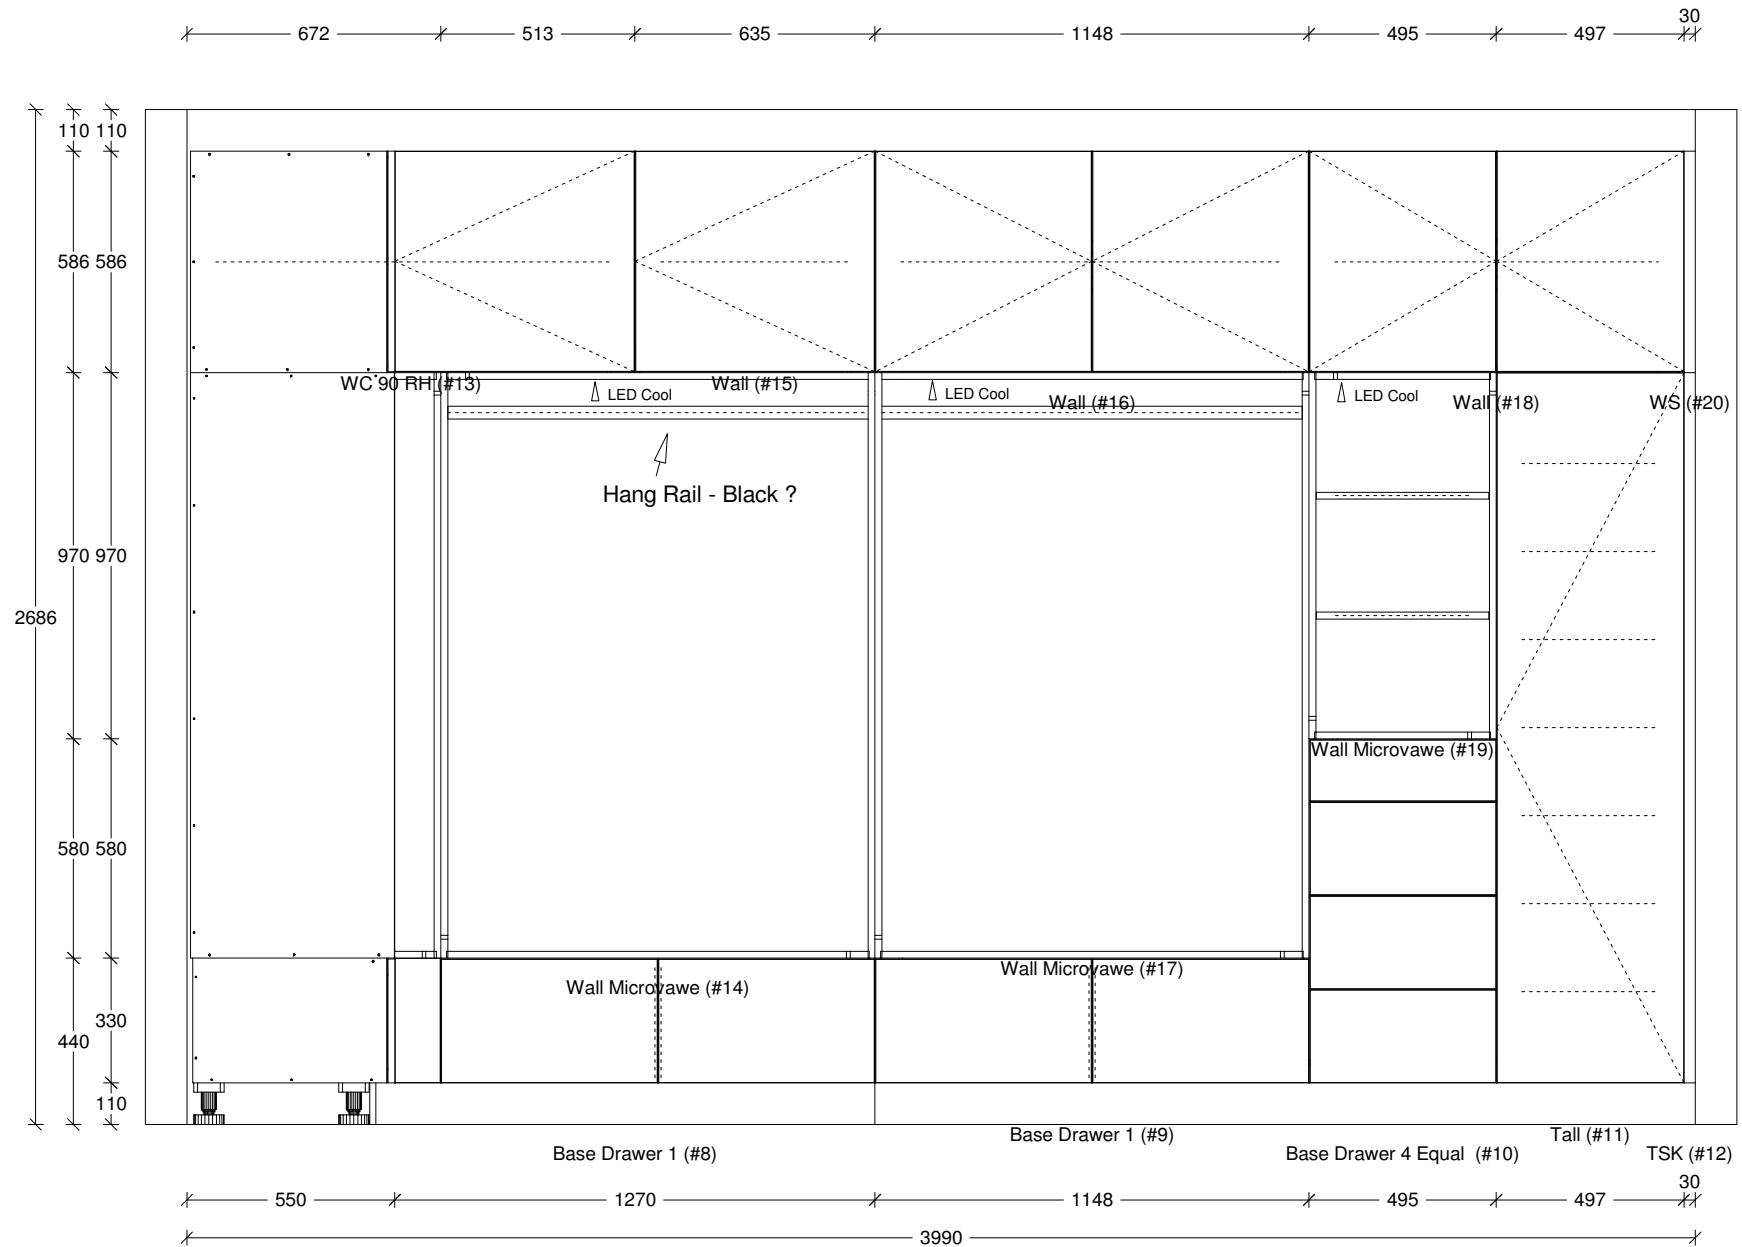 30
672 513 635 1148 495 497
110 110
586 586
WC 90 RH (#13) Wall (#15)
LED Cool LED Cool LED Cool
Wall (#16) Wall (#18) WS (#20)
Hang Rail - Black ?
970 970
2686
Wall Microvawe (#19)
580 580
Wall Microvawe (#17)
Wall Microvawe (#14)
330
440
110
Base Drawer 1 (#9) Tall (#11)
Base Drawer 1 (#8) Base Drawer 4 Equal (#10) TSK (#12)
30
550 1270 1148 495 497
3990